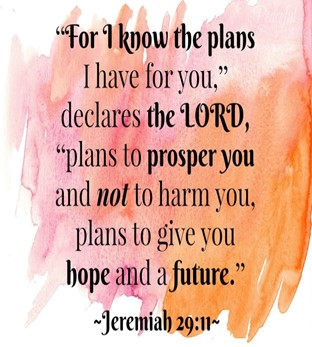 “For I know the plans
I have for you,”
declares the LORD,
“plans to prosper you
and not to harm you,
plans to give you
hope and a future.”
~Jeremiah 29:11~